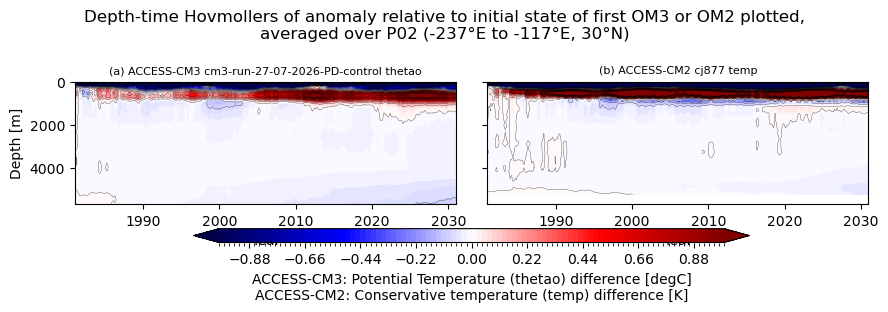 Depth-time Hovmollers of anomaly relative to initial state of first OM3 or OM2 plotted,
averaged over P02 (-237°E to -117°E, 30°N)
(a) ACCESS-CM3 cm3-run-27-07-2026-PD-control thetao
(b) ACCESS-CM2 cj877 temp
Depth [m]
0
2000
4000
1990 2000 2010 2020 2030
1990 2000 2010 2020 2030
−0.88 −0.66 −0.44 −0.22 0.00 0.22 0.44 0.66 0.88
ACCESS-CM3: Potential Temperature (thetao) difference [degC]
ACCESS-CM2: Conservative temperature (temp) difference [K]